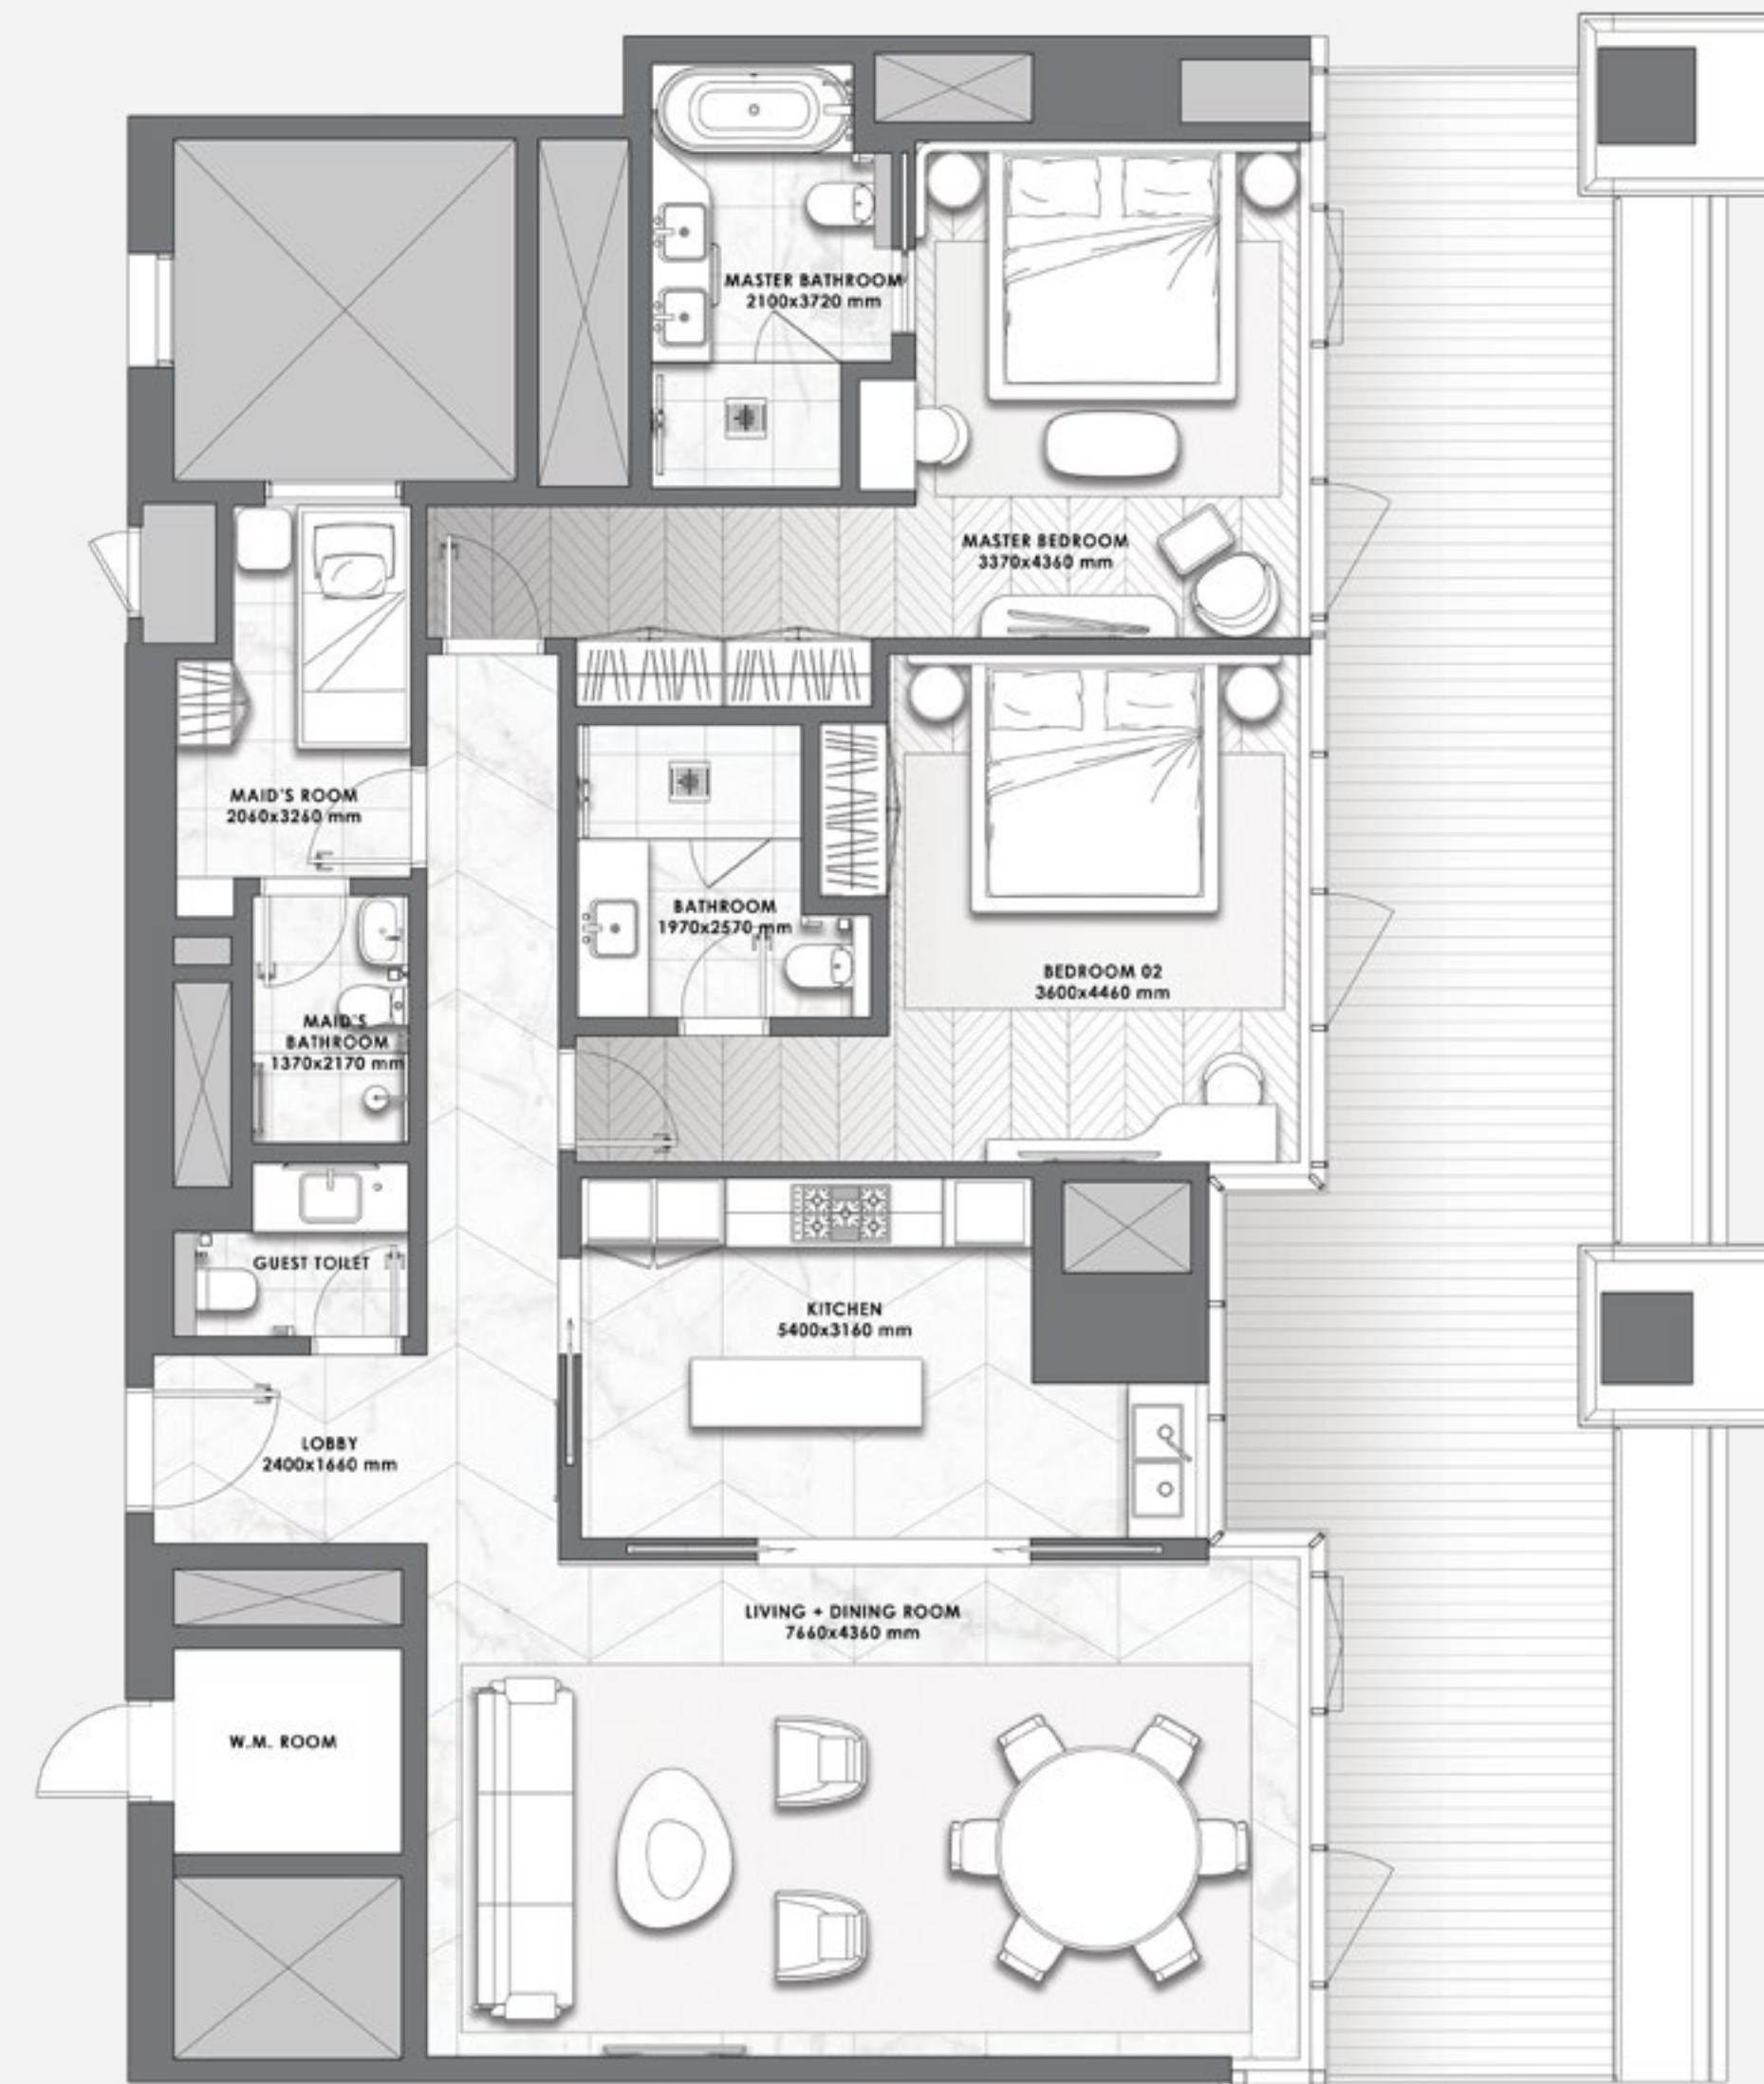 MASTER BATHROOM
2100x3720 mm
MASTER BEDROOM
3370x4360 mm
MAID'S ROOM
2060x3260 mm
BATHROOM
1970x2570 mm
BEDROOM 02
3600x4460 mm
MAID'S
BATHROOM
1370x2170 mm
GUEST TOILET
KITCHEN
5400x3160 mm
LOBBY
2400x1660 mm
LIVING + DINING ROOM
7660x4360 mm
W.M. ROOM